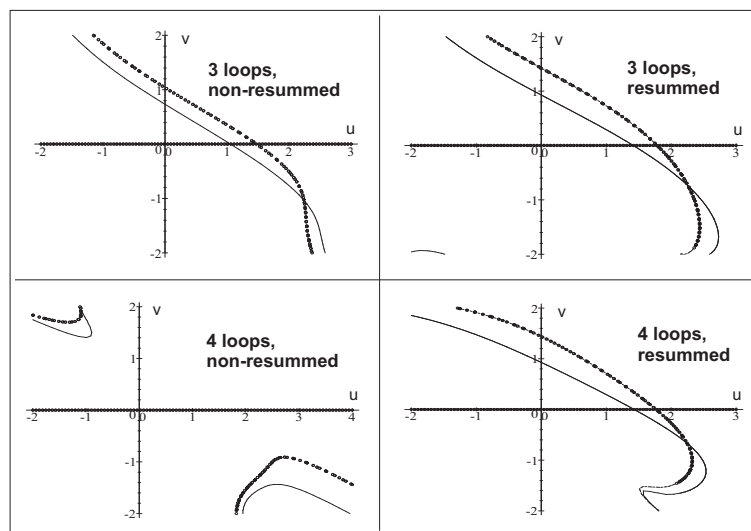 v
2
3 loops,
non-resummed
1
u
-2 -1 0 0 1 2 3
-1
-2
v
2
3 loops,
resummed
1
u
-2 -1 0 0 1 2 3
-1
-2
2
v
4 loops,
non-resummed
1
u
-2 -1 0 0 1 2 3 4
-1
-2
2
v
4 loops,
resummed
1
u
-2 -1 0 0 1 2 3
-1
-2